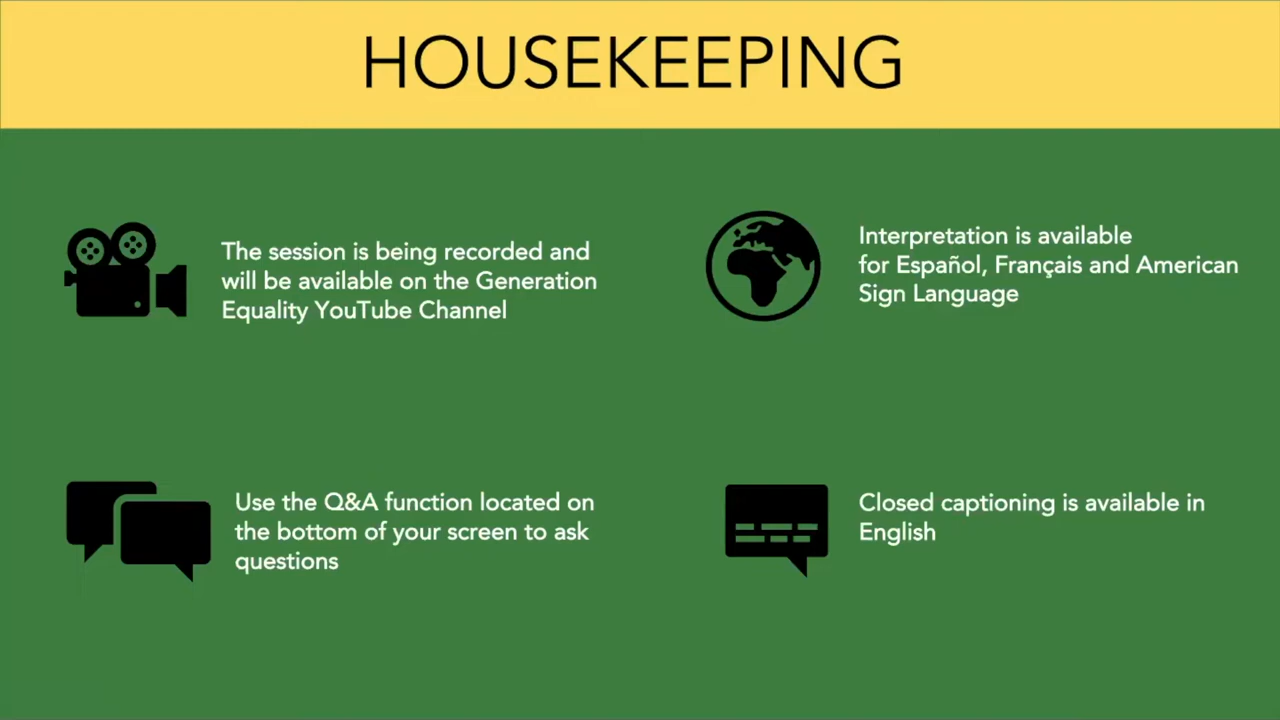 HOUSEKEEPING
The session is being recorded and
will be available on the Generation
Equality YouTube Channel
Interpretation is available
for Español, Français and American
Sign Language
Use the Q&A function located on
the bottom of your screen to ask
questions
Closed captioning is available in
English